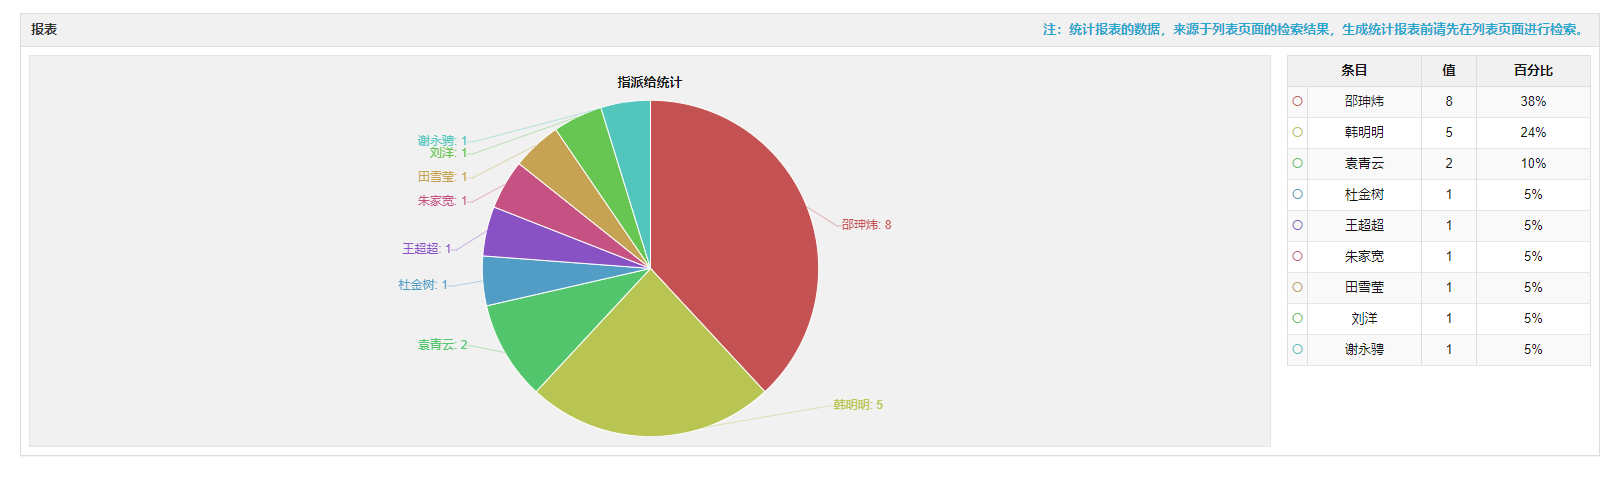 报表
注：统计报表的数据，来源于列表页面的检索结果，生成统计报表前请先在列表页面进行检索。
指派给统计
谢永骋: 1
刘洋: 1
田雪莹: 1
朱家宽: 1
王超超: 1
杜金树: 1
袁青云: 2
邵珅炜: 8
韩明明: 5
条目 值 百分比
邵珅炜 8 38%
韩明明 5 24%
袁青云 2 10%
杜金树 1 5%
王超超 1 5%
朱家宽 1 5%
田雪莹 1 5%
刘洋 1 5%
谢永骋 1 5%